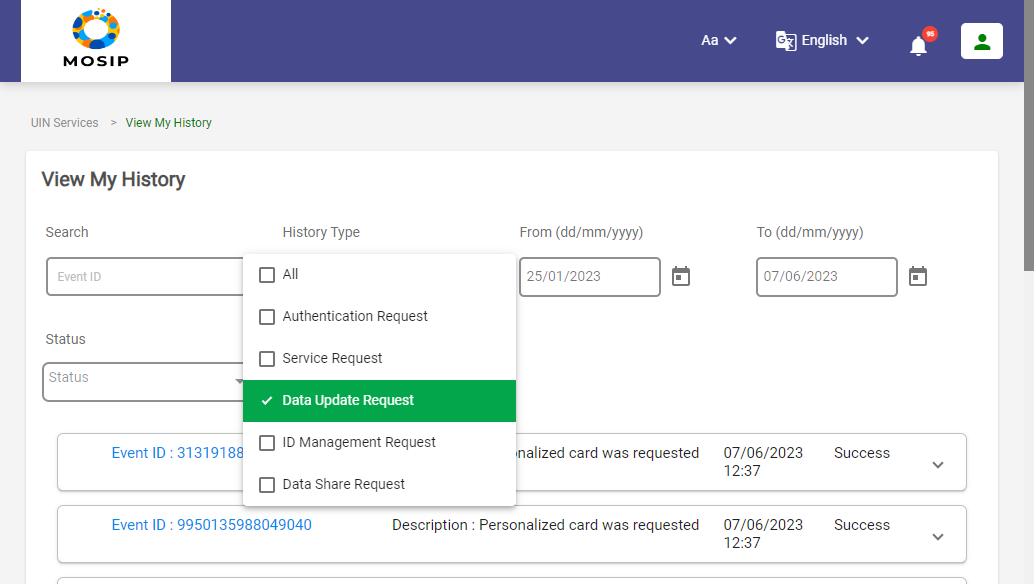 MOSIP
Aa
English
95
UIN Services > View My History
View My History
Search
History Type
From (dd/mm/yyyy)
To (dd/mm/yyyy)
Event ID
25/01/2023
07/06/2023
All
Authentication Request
Service Request
Data Update Request
ID Management Request
Data Share Request
Status
Status
Event ID : 31319188
nalized card was requested
07/06/2023
12:37
Success
Event ID : 9950135988049040
Description : Personalized card was requested
07/06/2023
12:37
Success